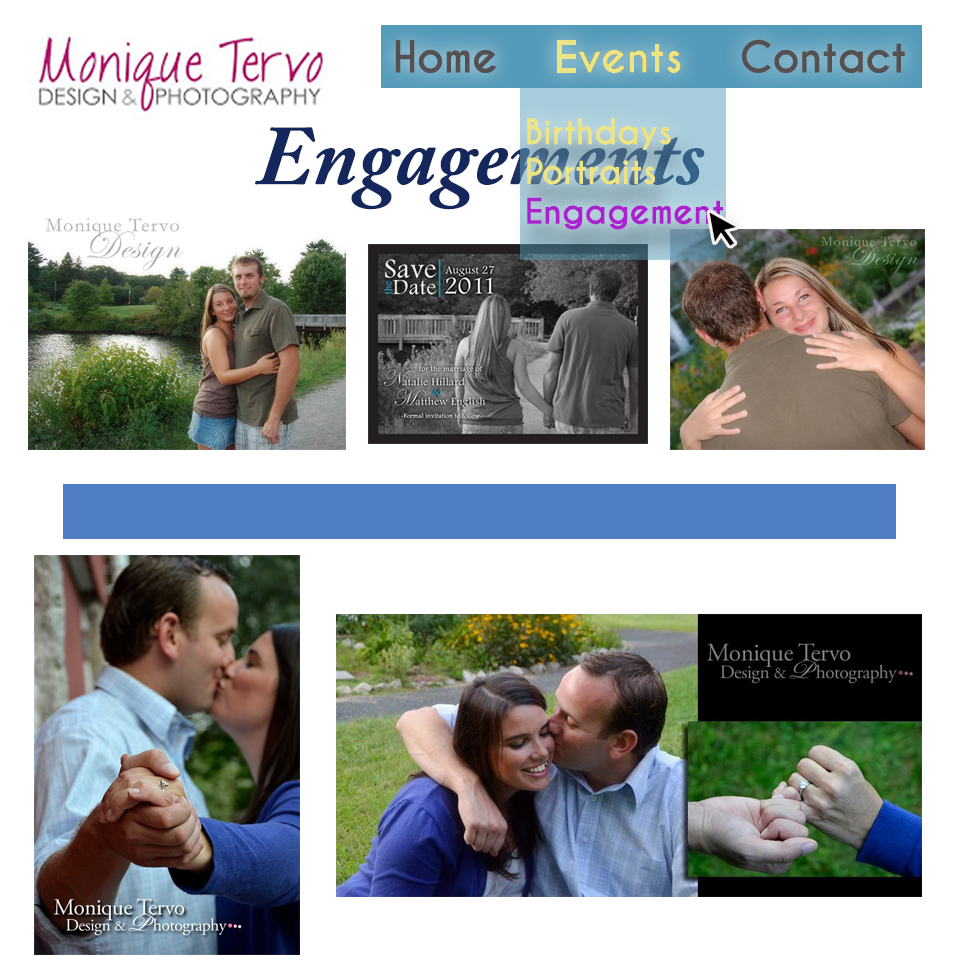 Monique Tervo
DESIGN & PHOTOGRAPHY
Home Events Contact
Birthdays
Portraits
Engagement
Engagements
Monique Tervo
Design
Save
the Date
August 27
2011
for the marriage of
Natalie Hillard
&
Matthew English
-Formal invitation to follow-
Monique Tervo
Design
Monique Tervo
Design & Photography...
Monique Tervo
Design & Photography...